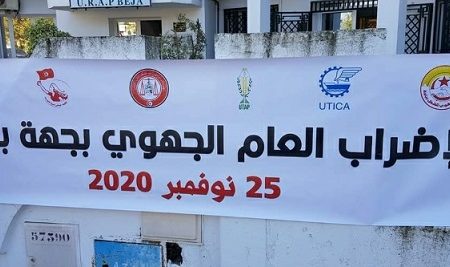 U.R.A.P BEJA
UTAP
UTICA
الإضراب العام الجهوي بجهة
25 نوفمبر 2020
57390